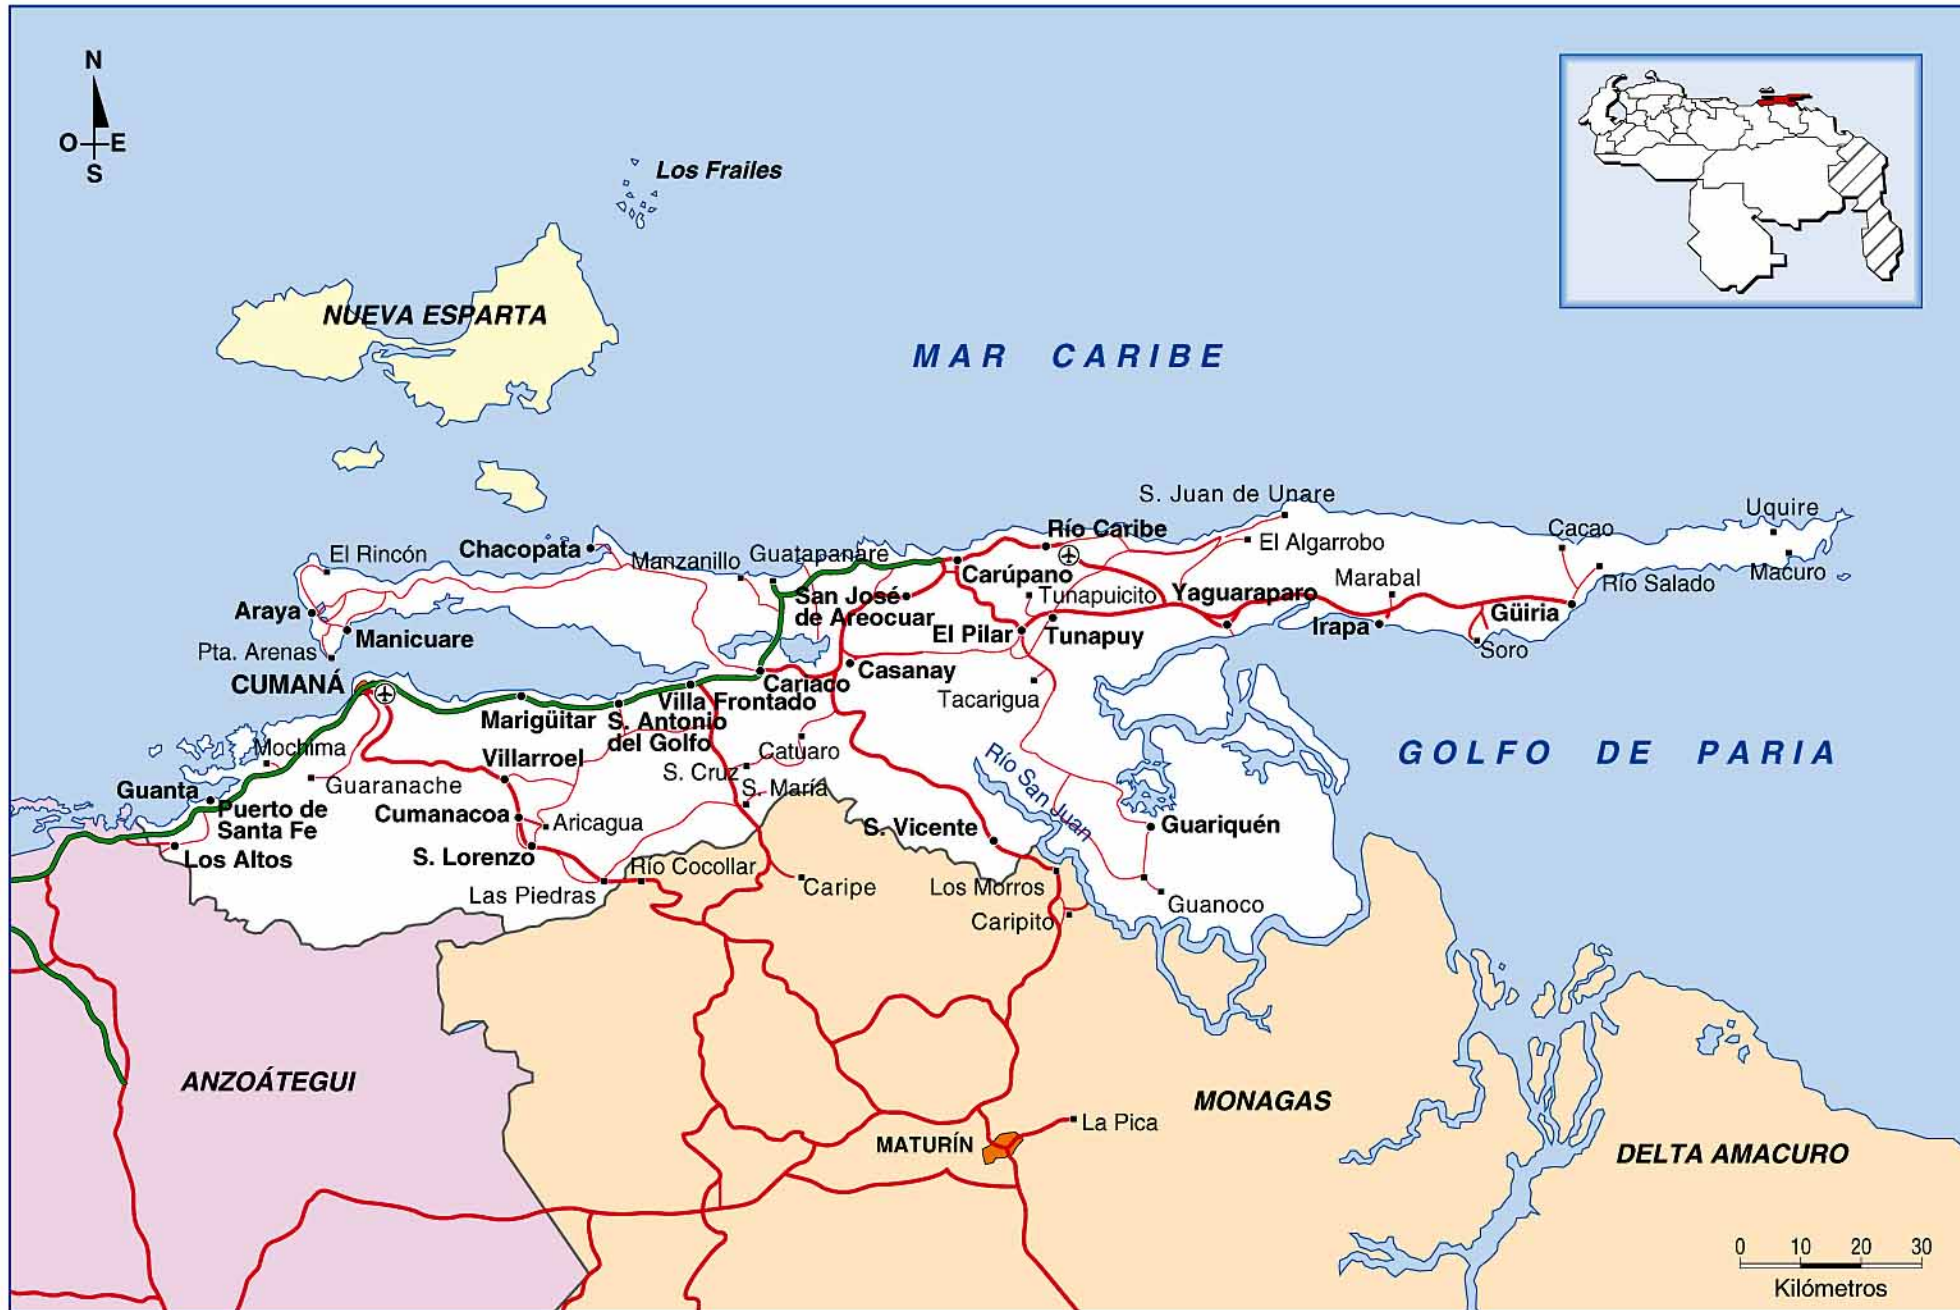 N
O E
S
Los Frailes
NUEVA ESPARTA
MAR CARIBE
S. Juan de Unare
Uquire
Río Caribe
Cacao
El Rincón
Chacopata
Manzanillo
Guatapanare
El Algarrobo
Carúpano
Marabal
Río Salado
Macuro
Araya
San José
de Areocuar
Tunapuicito
Yaguaraparo
Güiria
Manicuare
El Pilar
Tunapuy
Irapa
Pta. Arenas
Soro
CUMANÁ
Cariaco
Casanay
Tacarigua
Marigüitar
Villa Frontado
S. Antonio
del Golfo
Mochima
Villarroel
Catuaro
GOLFO DE PARIA
S. Cruz
Guanta
Guaranache
S. María
Río San Juan
Puerto de
Santa Fe
Cumanacoa
Aricagua
S. Vicente
Guariquén
Los Altos
S. Lorenzo
Río Cocollar
Las Piedras
Caripe
Los Morros
Guanoco
Caripito
ANZOÁTEGUI
MONAGAS
La Pica
MATURÍN
DELTA AMACURO
0 10 20 30
Kilómetros